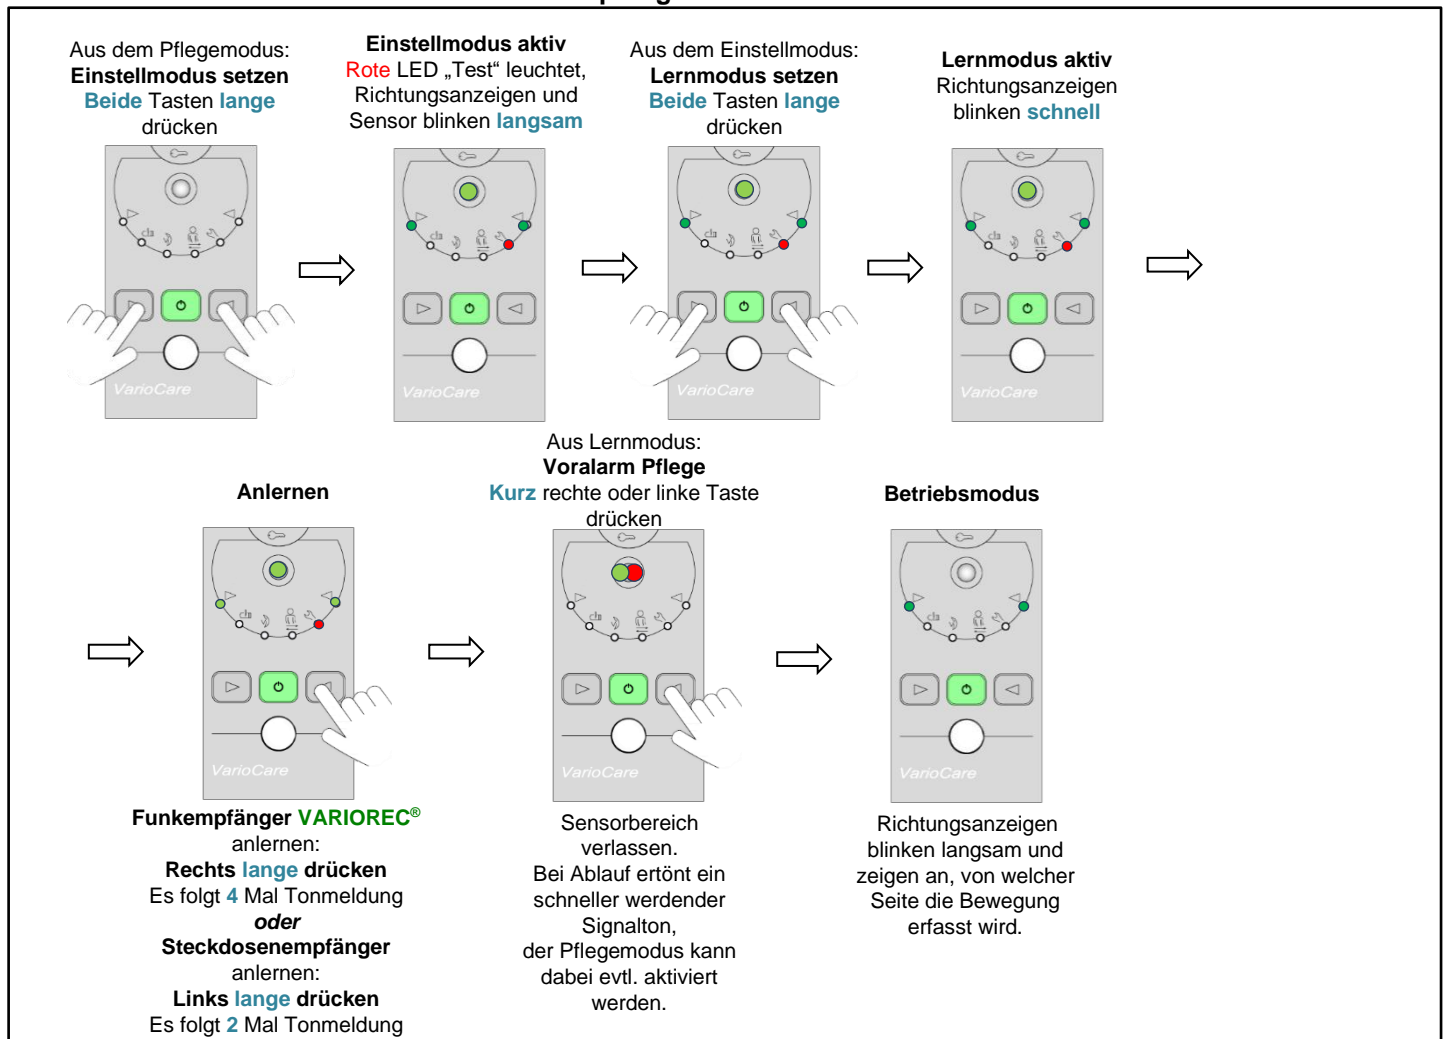 Aus dem Pflegemodus:
Einstellmodus setzen
Beide Tasten lange
drücken
Einstellmodus aktiv
Rote LED „Test" leuchtet,
Richtungsanzeigen und
Sensor blinken langsam
Aus dem Einstellmodus:
Lernmodus setzen
Beide Tasten lange
drücken
Lernmodus aktiv
Richtungsanzeigen
blinken schnell
VarioCare
VarioCare
VarioCare
VarioCare
Anlernen
VarioCare
Funkempfänger VARIOREC®
anlernen:
Rechts lange drücken
Es folgt 4 Mal Tonmeldung
oder
Steckdosenempfänger
anlernen:
Links lange drücken
Es folgt 2 Mal Tonmeldung
Aus Lernmodus:
Voralarm Pflege
Kurz rechte oder linke Taste
drücken
VarioCare
Sensorbereich
verlassen.
Bei Ablauf ertönt ein
schneller werdender
Signalton,
der Pflegemodus kann
dabei evtl. aktiviert
werden.
Betriebsmodus
VarioCare
Richtungsanzeigen
blinken langsam und
zeigen an, von welcher
Seite die Bewegung
erfasst wird.